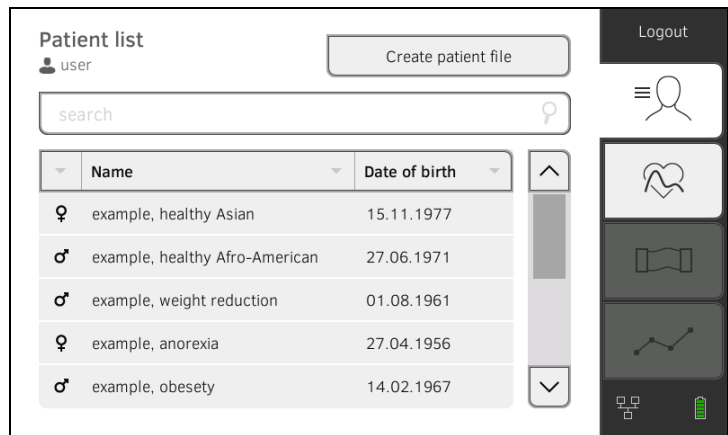 Patient list
user
Create patient file
Logout
search
Name Date of birth
example, healthy Asian 15.11.1977
example, healthy Afro-American 27.06.1971
example, weight reduction 01.08.1961
example, anorexia 27.04.1956
example, obesety 14.02.1967